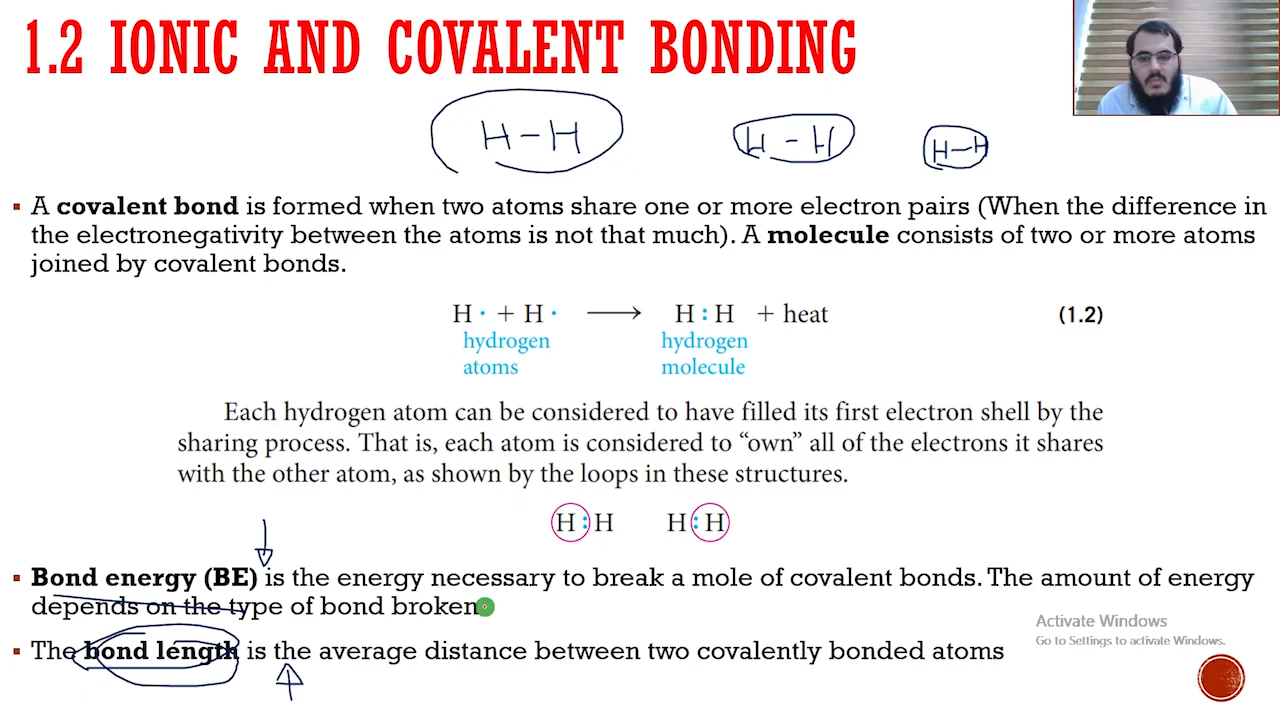 1.2 IONIC AND COVALENT BONDING
H-H H-H H-H
▪ A covalent bond is formed when two atoms share one or more electron pairs (When the difference in
the electronegativity between the atoms is not that much). A molecule consists of two or more atoms
joined by covalent bonds.
H · + H · ⟶ H : H + heat (1.2)
hydrogen hydrogen
atoms molecule
Each hydrogen atom can be considered to have filled its first electron shell by the
sharing process. That is, each atom is considered to “own” all of the electrons it shares
with the other atom, as shown by the loops in these structures.
H : H H : H
▪ Bond energy (BE) is the energy necessary to break a mole of covalent bonds. The amount of energy
depends on the type of bond broken
▪ The bond length is the average distance between two covalently bonded atoms
Activate Windows
Go to Settings to activate Windows.